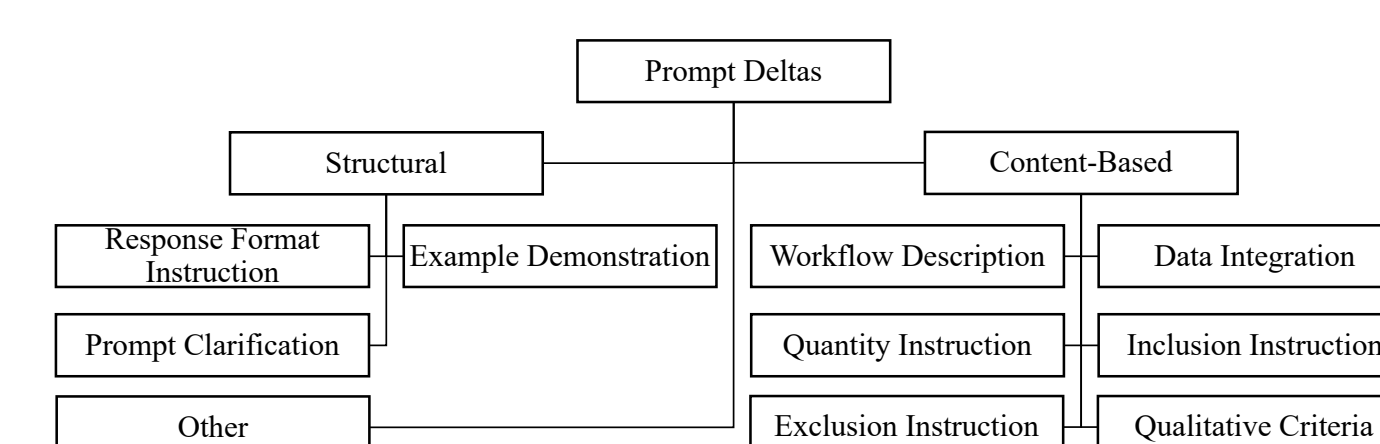 Prompt Deltas
Structural
Content-Based
Response Format
Instruction
Example Demonstration
Workflow Description
Data Integration
Prompt Clarification
Quantity Instruction
Inclusion Instruction
Other
Exclusion Instruction
Qualitative Criteria